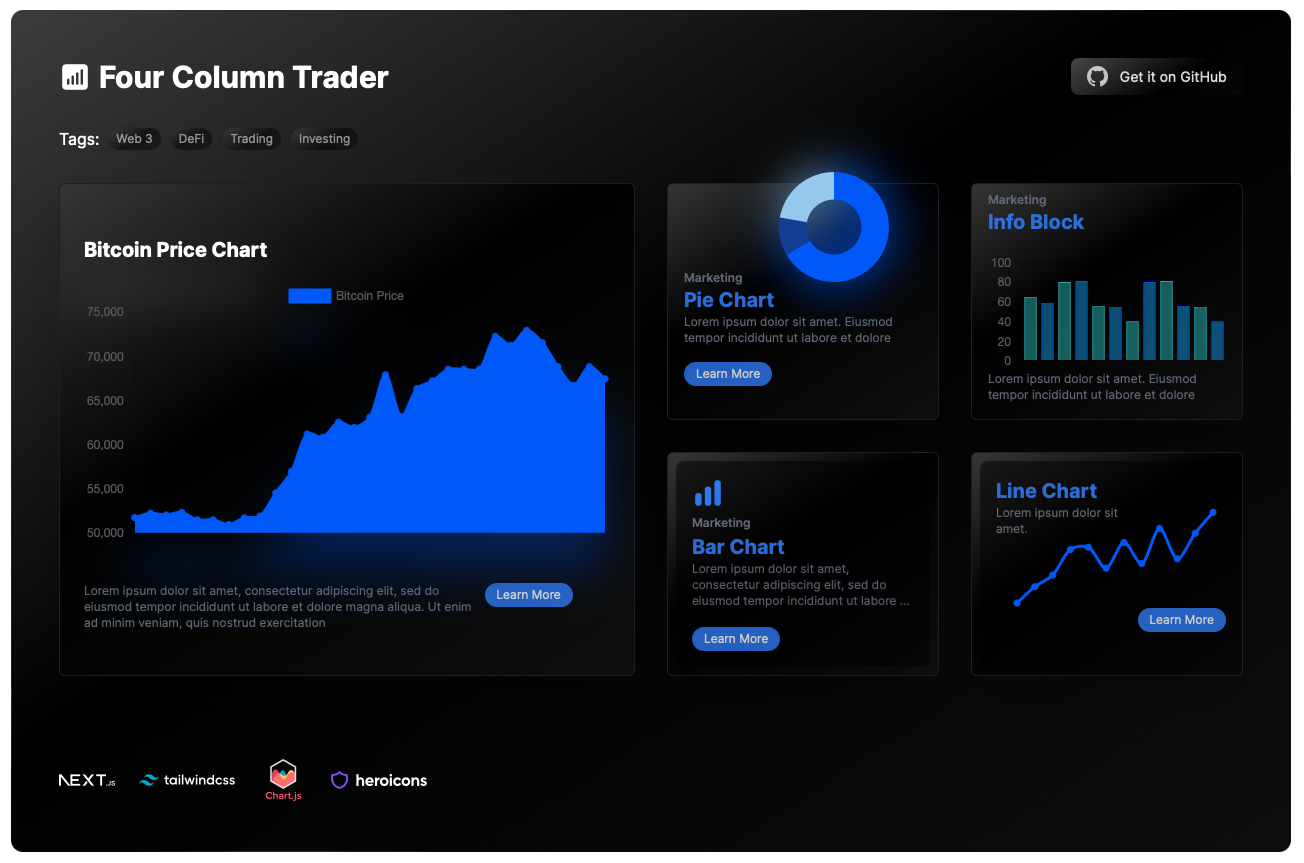 Four Column Trader
Get it on GitHub
Tags: Web 3 DeFi Trading Investing
Bitcoin Price Chart
Bitcoin Price
75,000
70,000
65,000
60,000
55,000
50,000
Lorem ipsum dolor sit amet, consectetur adipiscing elit, sed do
eiusmod tempor incididunt ut labore et dolore magna aliqua. Ut enim
ad minim veniam, quis nostrud exercitation
Learn More
Marketing
Pie Chart
Lorem ipsum dolor sit amet. Eiusmod
tempor incididunt ut labore et dolore
Learn More
Marketing
Info Block
100
80
60
40
20
0
Lorem ipsum dolor sit amet. Eiusmod
tempor incididunt ut labore et dolore
Marketing
Bar Chart
Lorem ipsum dolor sit amet,
consectetur adipiscing elit, sed do
eiusmod tempor incididunt ut labore ...
Learn More
Line Chart
Lorem ipsum dolor sit
amet.
Learn More
NEXT.JS
tailwindcss
Chart.js
heroicons